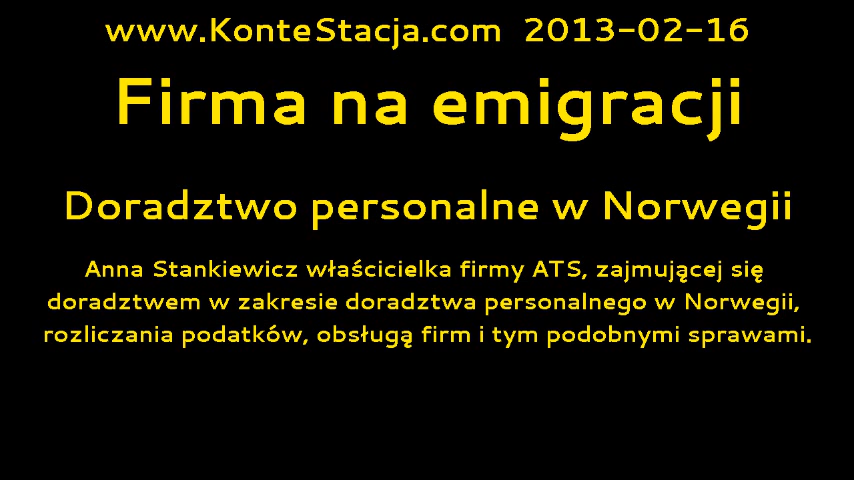 www.KonteStacja.com 2013-02-16
Firma na emigracji
Doradztwo personalne w Norwegii
Anna Stankiewicz właścicielka firmy ATS, zajmującej się
doradztwem w zakresie doradztwa personalnego w Norwegii,
rozliczania podatków, obsługą firm i tym podobnymi sprawami.